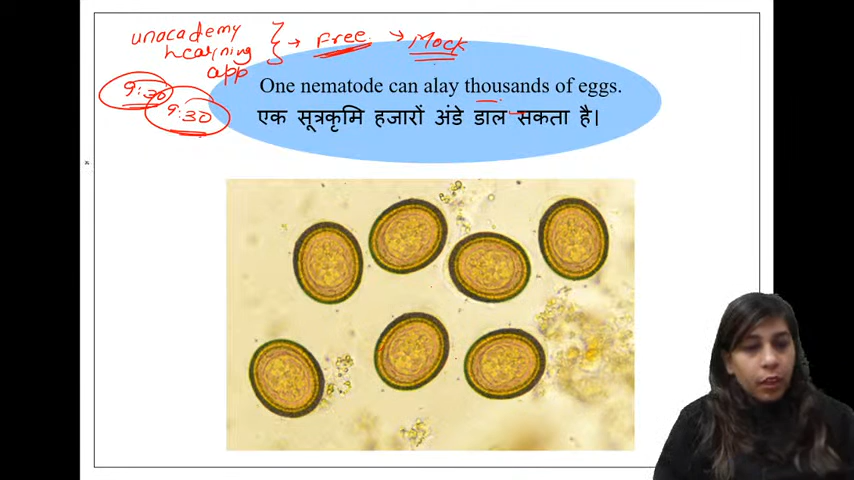 unacademy
learning
app
→ Free → Mock
9:30
9:30
One nematode can alay thousands of eggs.
एक सूत्रकृमि हजारों अंडे डाल सकता है।